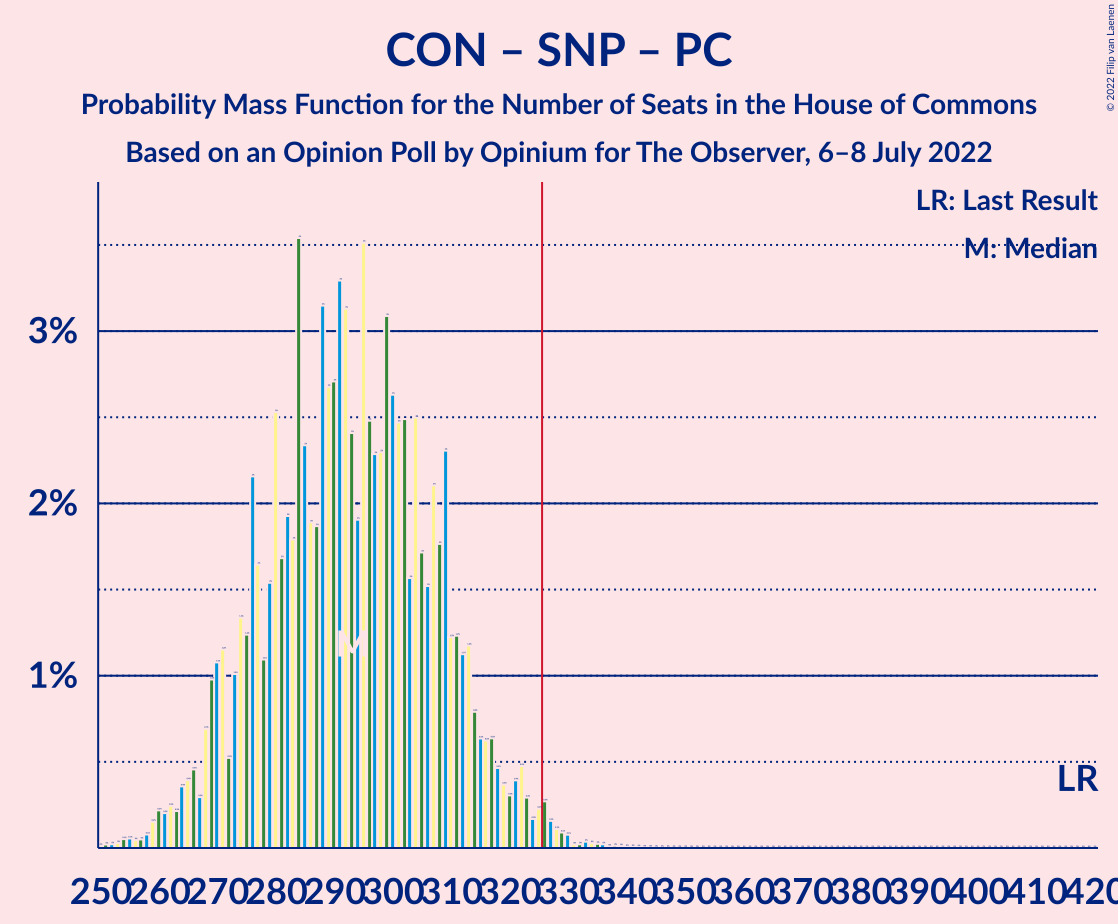 CON – SNP – PC
Probability Mass Function for the Number of Seats in the House of Commons
Based on an Opinion Poll by Opinium for The Observer, 6–8 July 2022
© 2022 Filip van Laenen
LR: Last Result
M: Median
3%
2%
1%
M
LR
250 260 270 280 290 300 310 320 330 340 350 360 370 380 390 400 410 420